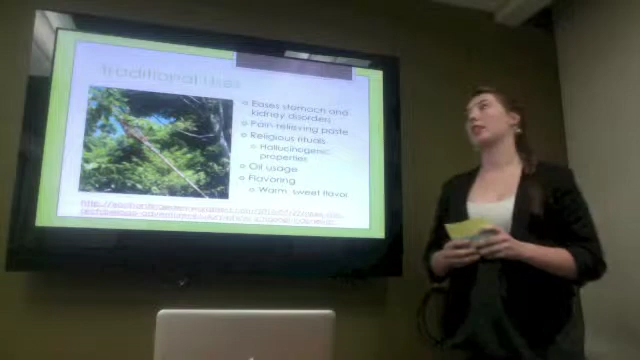 Traditional Uses
Eases stomach and
kidney disorders
Pain-relieving paste
Religious rituals
Hallucinogenic
properties
Oil usage
Flavoring
Warm, sweet flavor